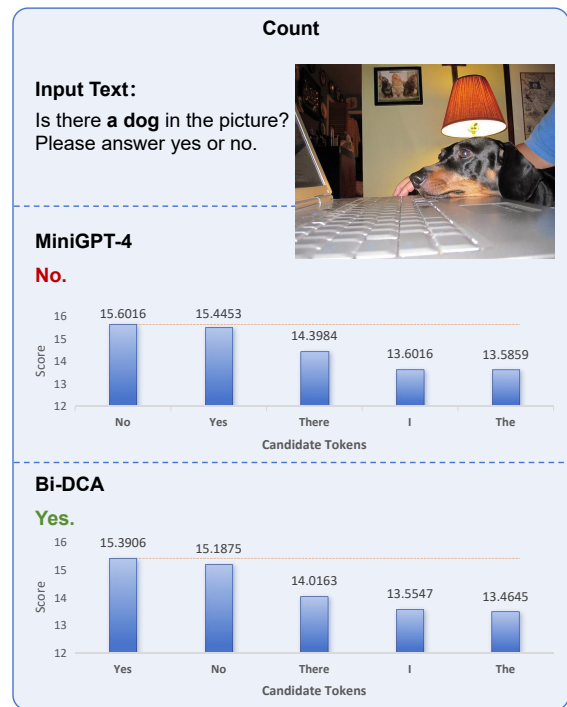 Count
Input Text:
Is there a dog in the picture?
Please answer yes or no.
MiniGPT-4
No.
16
15
14
13
12
Score
15.6016
15.4453
14.3984
13.6016
13.5859
No
Yes
There
I
The
Candidate Tokens
Bi-DCA
Yes.
16
15
14
13
12
Score
15.3906
15.1875
14.0163
13.5547
13.4645
Yes
No
There
I
The
Candidate Tokens